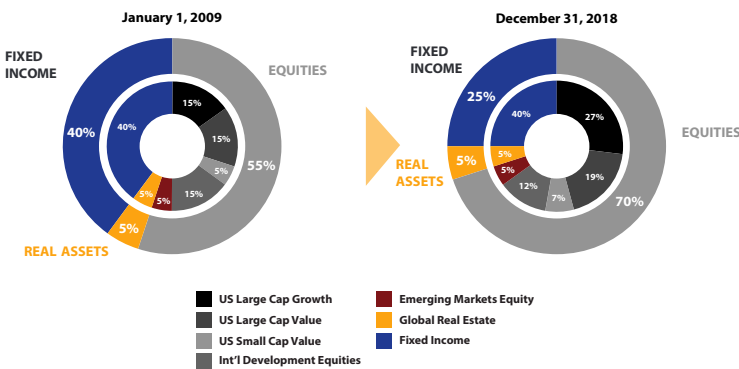 January 1, 2009
December 31, 2018
FIXED
INCOME
EQUITIES
40%
55%
5%
REAL ASSETS
15%
15%
5%
15%
5%
5%
40%
FIXED
INCOME
EQUITIES
25%
5%
REAL
ASSETS
70%
40%
27%
19%
7%
12%
5%
5%
US Large Cap Growth
US Large Cap Value
US Small Cap Value
Int'l Development Equities
Emerging Markets Equity
Global Real Estate
Fixed Income